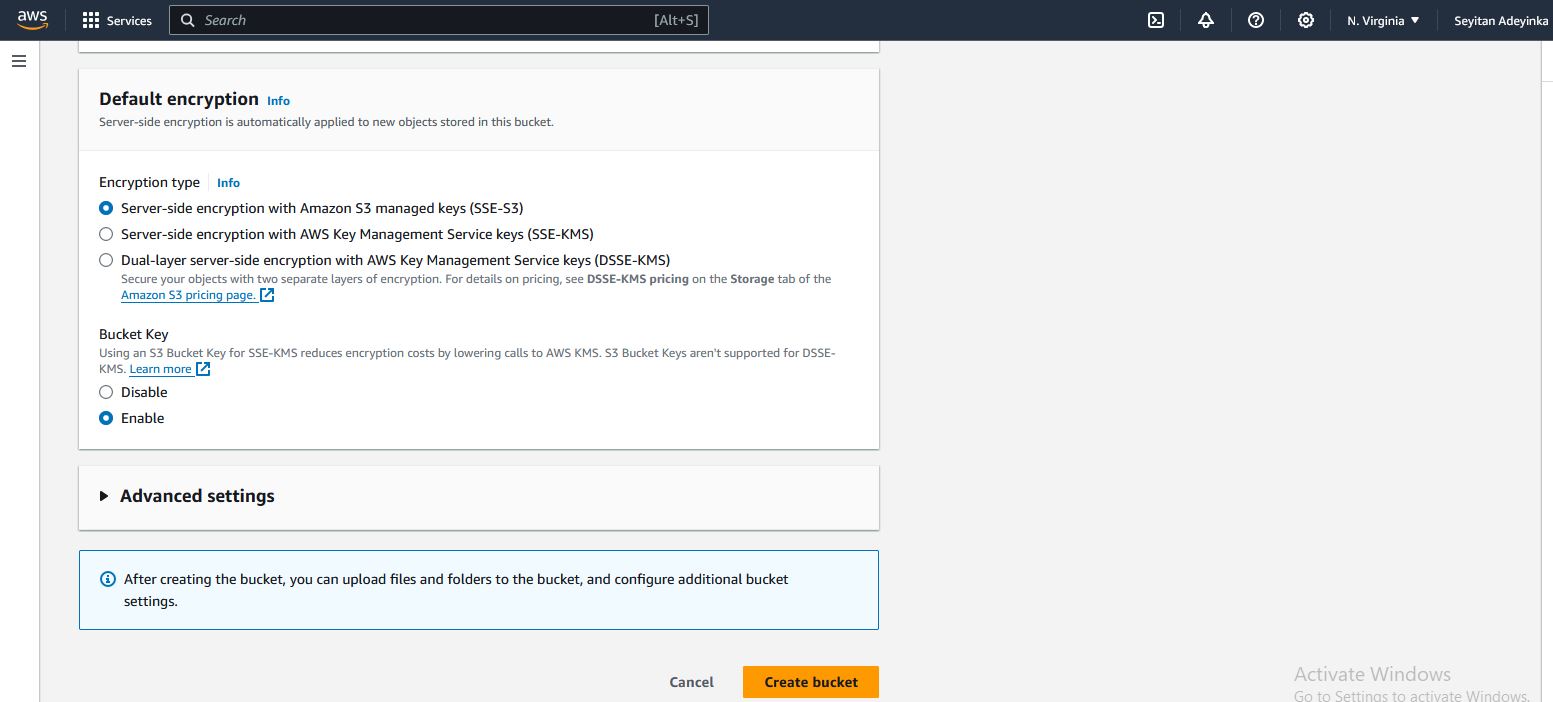 aws
Services
Search
[Alt+S]
N. Virginia
Seyitan Adeyinka
Default encryption Info
Server-side encryption is automatically applied to new objects stored in this bucket.
Encryption type Info
Server-side encryption with Amazon S3 managed keys (SSE-S3)
Server-side encryption with AWS Key Management Service keys (SSE-KMS)
Dual-layer server-side encryption with AWS Key Management Service keys (DSSE-KMS)
Secure your objects with two separate layers of encryption. For details on pricing, see DSSE-KMS pricing on the Storage tab of the
Amazon S3 pricing page.
Bucket Key
Using an S3 Bucket Key for SSE-KMS reduces encryption costs by lowering calls to AWS KMS. S3 Bucket Keys aren't supported for DSSE-
KMS. Learn more
Disable
Enable
Advanced settings
After creating the bucket, you can upload files and folders to the bucket, and configure additional bucket
settings.
Cancel
Create bucket
Activate Windows
Go to Settings to activate Windows.